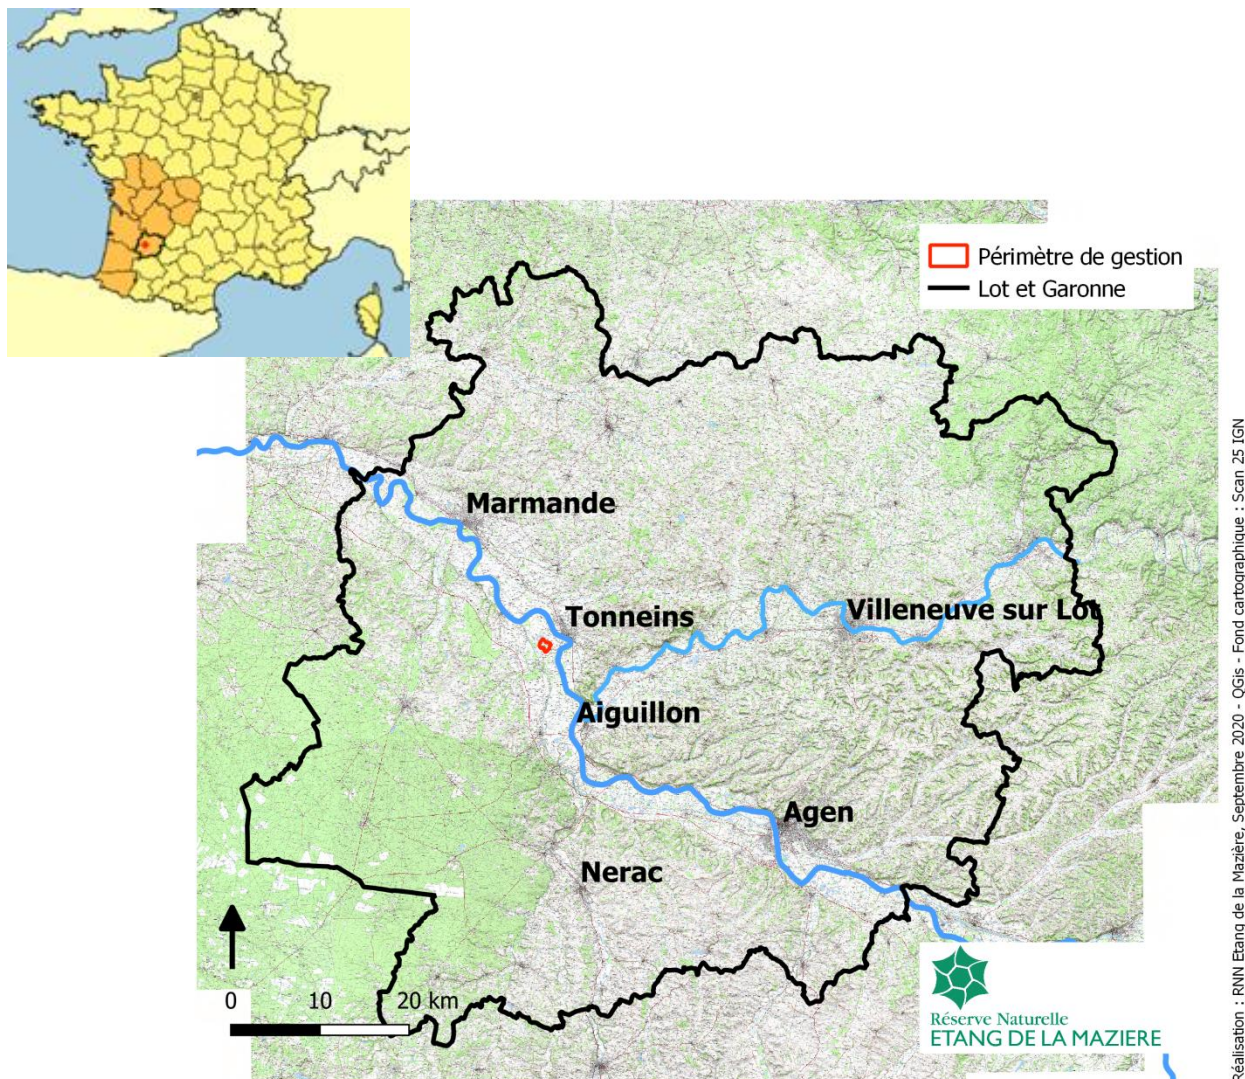 Périmètre de gestion
Lot et Garonne
Marmande
Tonneins
Villeneuve sur Lot
Aiguillon
Agen
Nerac
0 10 20 km
Réserve Naturelle
ETANG DE LA MAZIERE
Réalisation : RNN Etang de la Mazière, Septembre 2020 - QGis - Fond cartographique : Scan 25 IGN